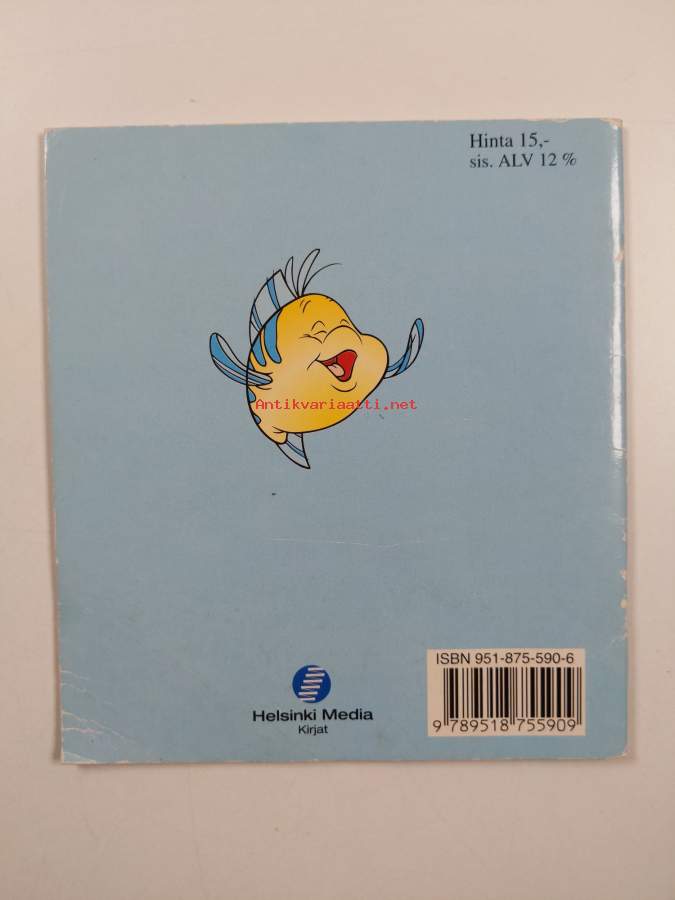 Hinta 15,-
sis. ALV 12 %
Antikvariaatti.net
ISBN 951-875-590-6
9 789518 755909
Helsinki Media
Kirjat